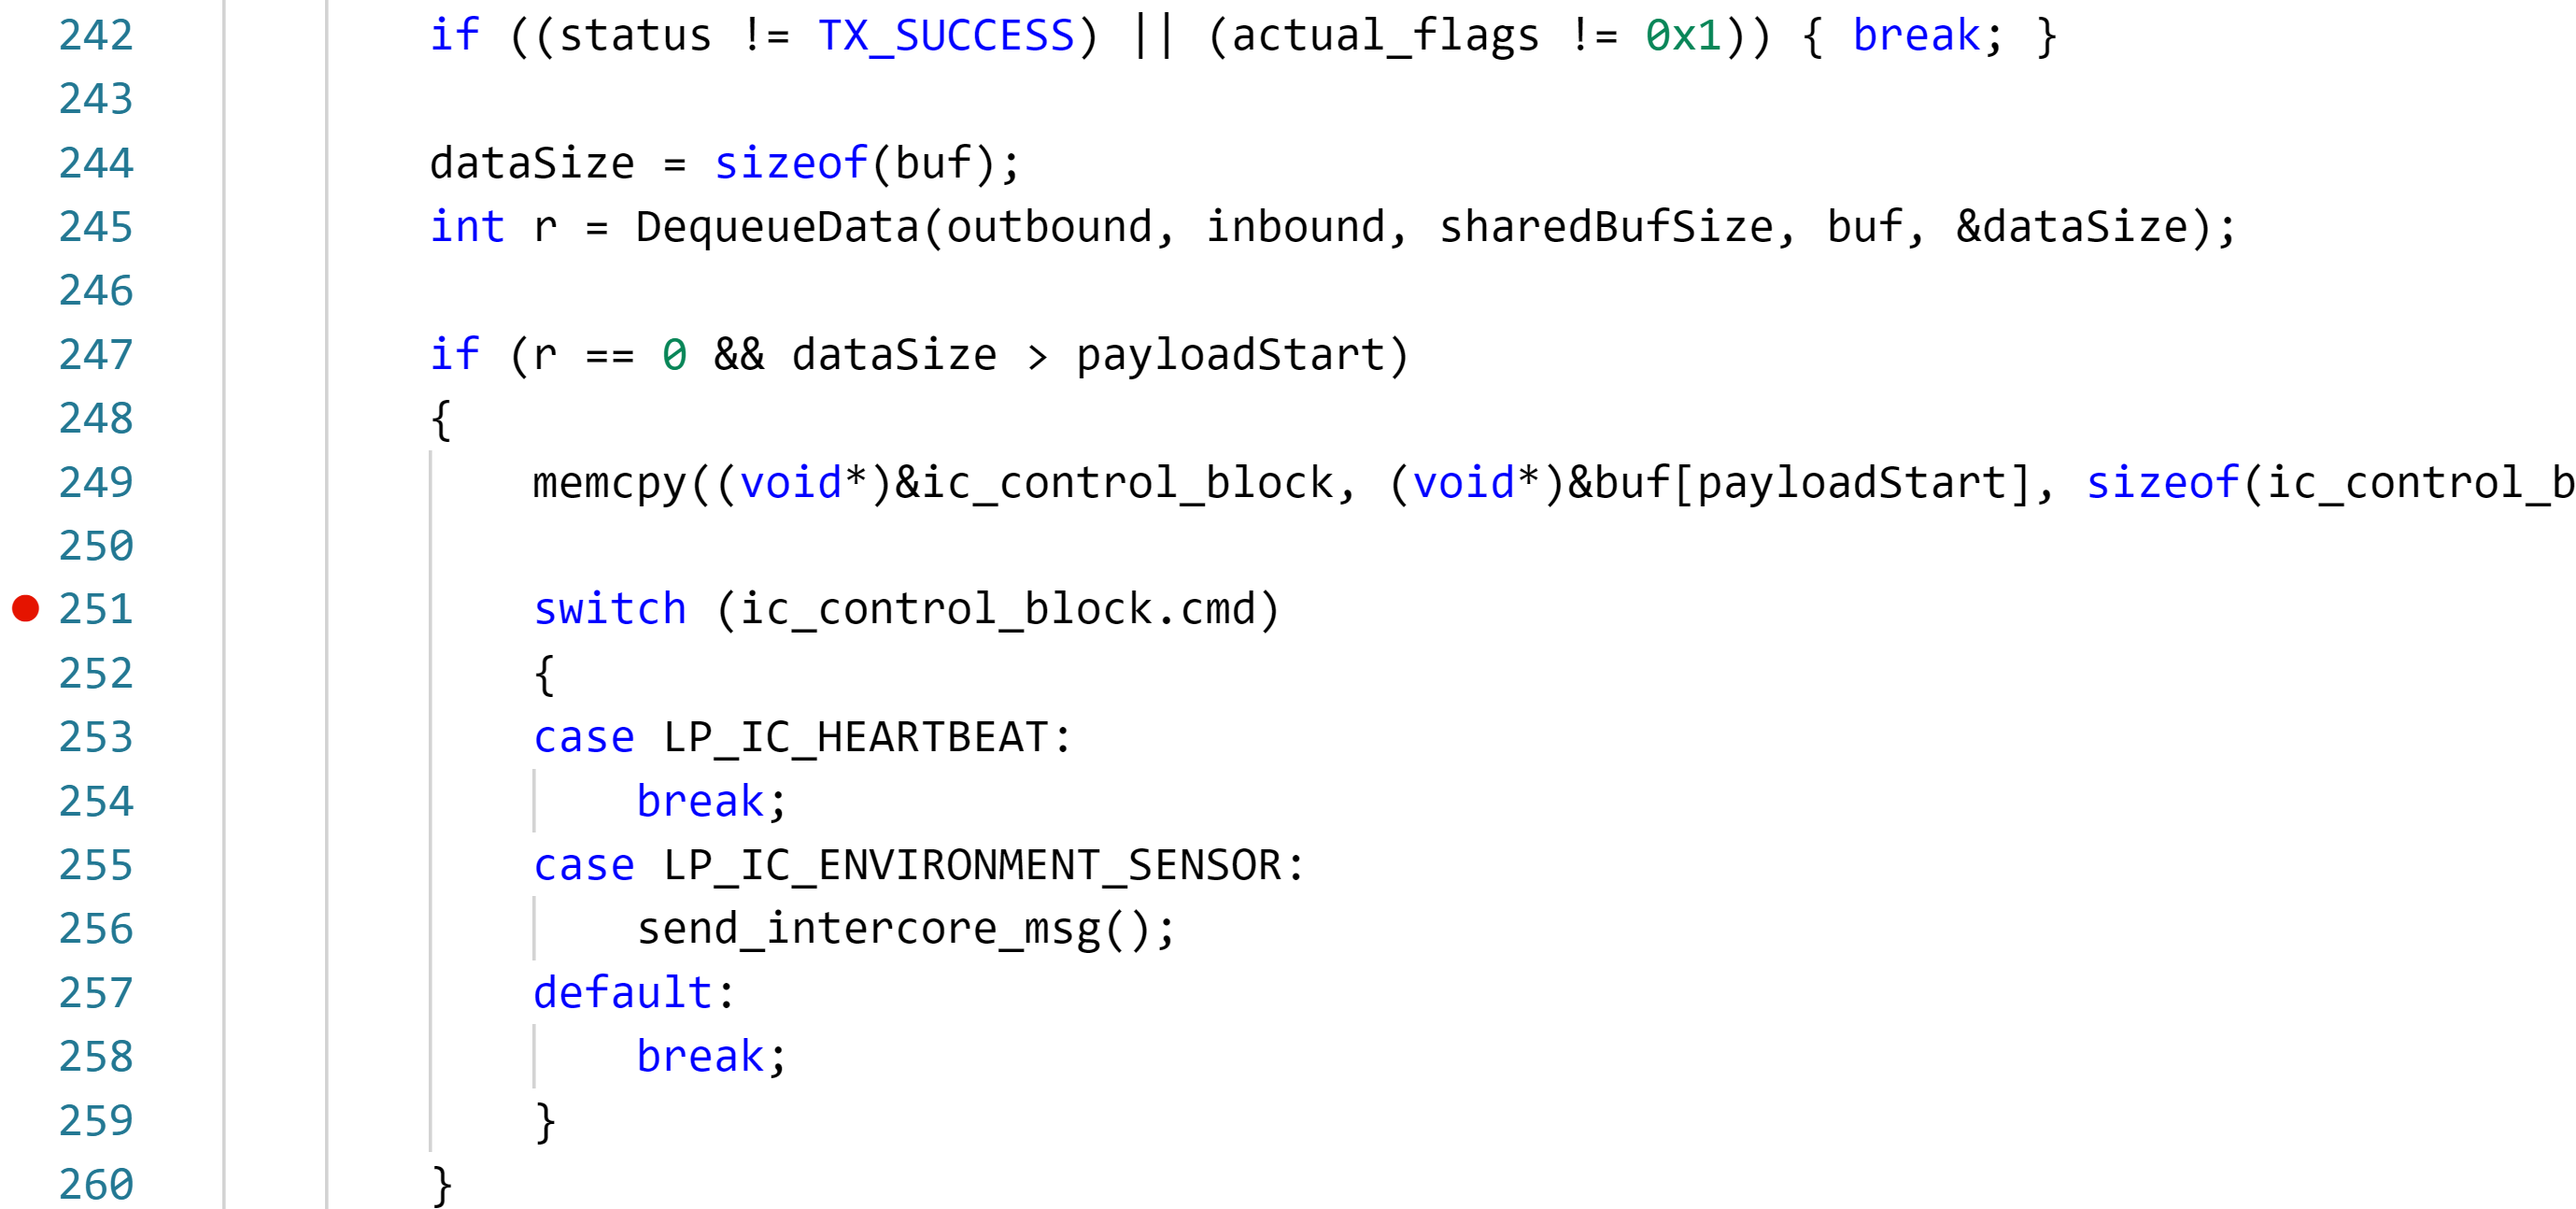 242 if ((status != TX_SUCCESS) || (actual_flags != 0x1)) { break; }
243
244 dataSize = sizeof(buf);
245 int r = DequeueData(outbound, inbound, sharedBufSize, buf, &dataSize);
246
247 if (r == 0 && dataSize > payloadStart)
248 {
249 memcpy((void*)&ic_control_block, (void*)&buf[payloadStart], sizeof(ic_control_b
250
251 switch (ic_control_block.cmd)
252 {
253 case LP_IC_HEARTBEAT:
254 break;
255 case LP_IC_ENVIRONMENT_SENSOR:
256 send_intercore_msg();
257 default:
258 break;
259 }
260 }